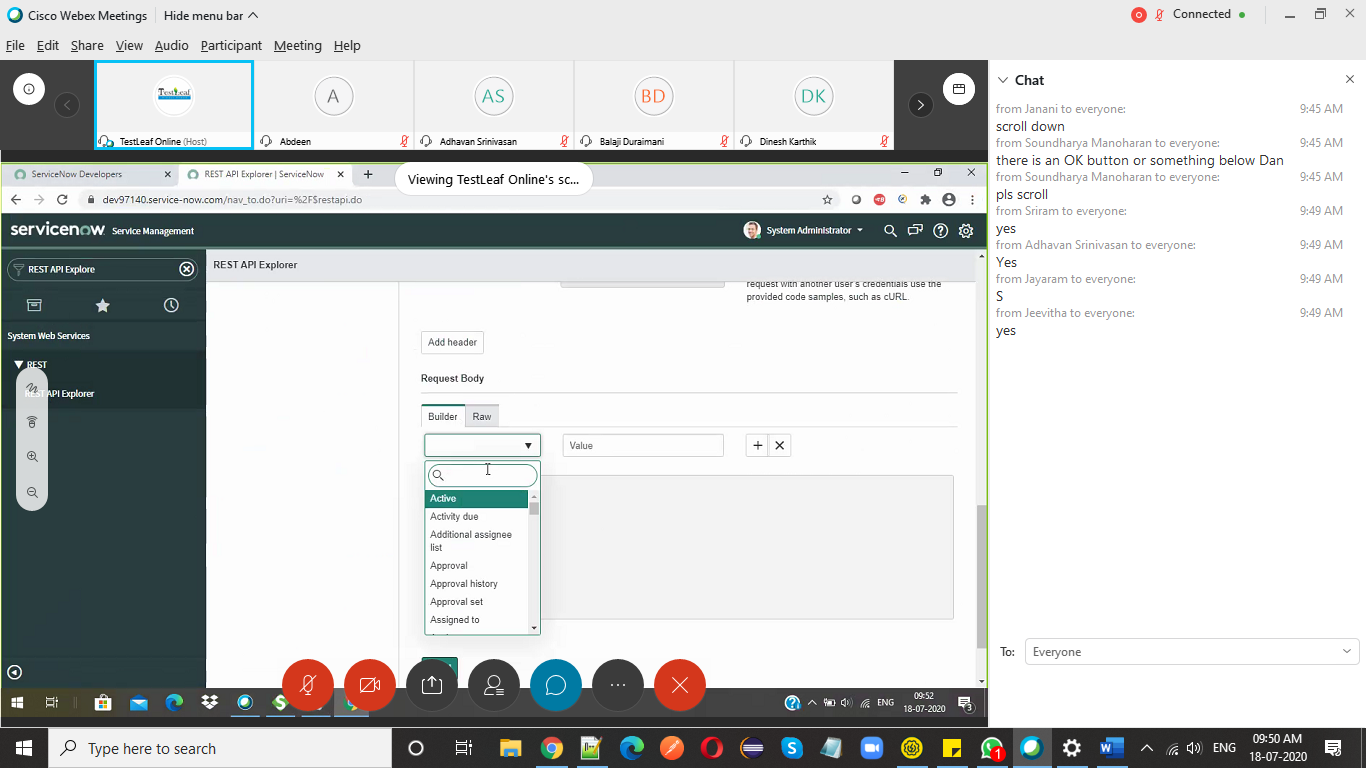 Cisco Webex Meetings
Hide menu bar
Connected
File Edit Share View Audio Participant Meeting Help
TestLeaf
A
AS
BD
DK
TestLeaf Online (Host)
Abdeen
Adhavan Srinivasan
Balaji Duraimani
Dinesh Karthik
ServiceNow Developers
REST API Explorer | ServiceNow
Viewing TestLeaf Online's sc...
dev97140.service-now.com/nav_to.do?uri=%2F$restapi.do
servicenow Service Management
System Administrator
REST API Explore
REST API Explorer
System Web Services
REST
REST API Explorer
request with another user's credentials use the
provided code samples, such as cURL.
Add header
Request Body
Builder
Raw
Value
Active
Activity due
Additional assignee
list
Approval
Approval history
Approval set
Assigned to
ENG
09:52
18-07-2020
3
Chat
from Janani to everyone: 9:45 AM
scroll down
from Soundharya Manoharan to everyone: 9:45 AM
there is an OK button or something below Dan
from Soundharya Manoharan to everyone: 9:45 AM
pls scroll
from Sriram to everyone: 9:49 AM
yes
from Adhavan Srinivasan to everyone: 9:49 AM
Yes
from Jayaram to everyone: 9:49 AM
S
from Jeevitha to everyone: 9:49 AM
yes
To: Everyone
Type here to search
1
ENG
09:50 AM
18-07-2020